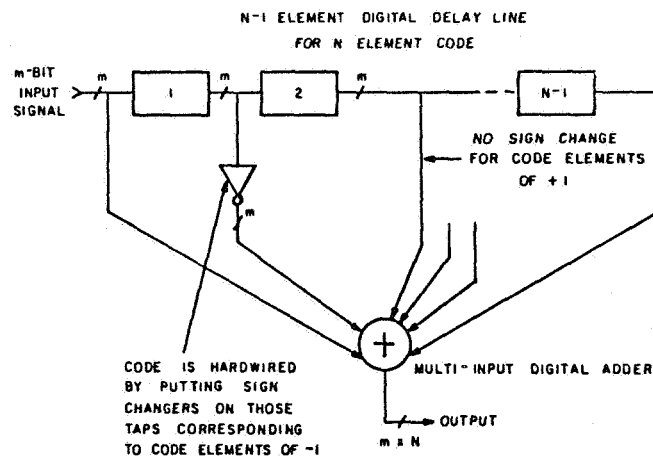 N-1 ELEMENT DIGITAL DELAY LINE
FOR N ELEMENT CODE
m-BIT
INPUT
SIGNAL
m
1
m
2
m
N-1
NO SIGN CHANGE
FOR CODE ELEMENTS
OF +1
m
+
CODE IS HARDWIRED
BY PUTTING SIGN
CHANGERS ON THOSE
TAPS CORRESPONDING
TO CODE ELEMENTS OF -1
MULTI-INPUT DIGITAL ADDER
OUTPUT
m x N